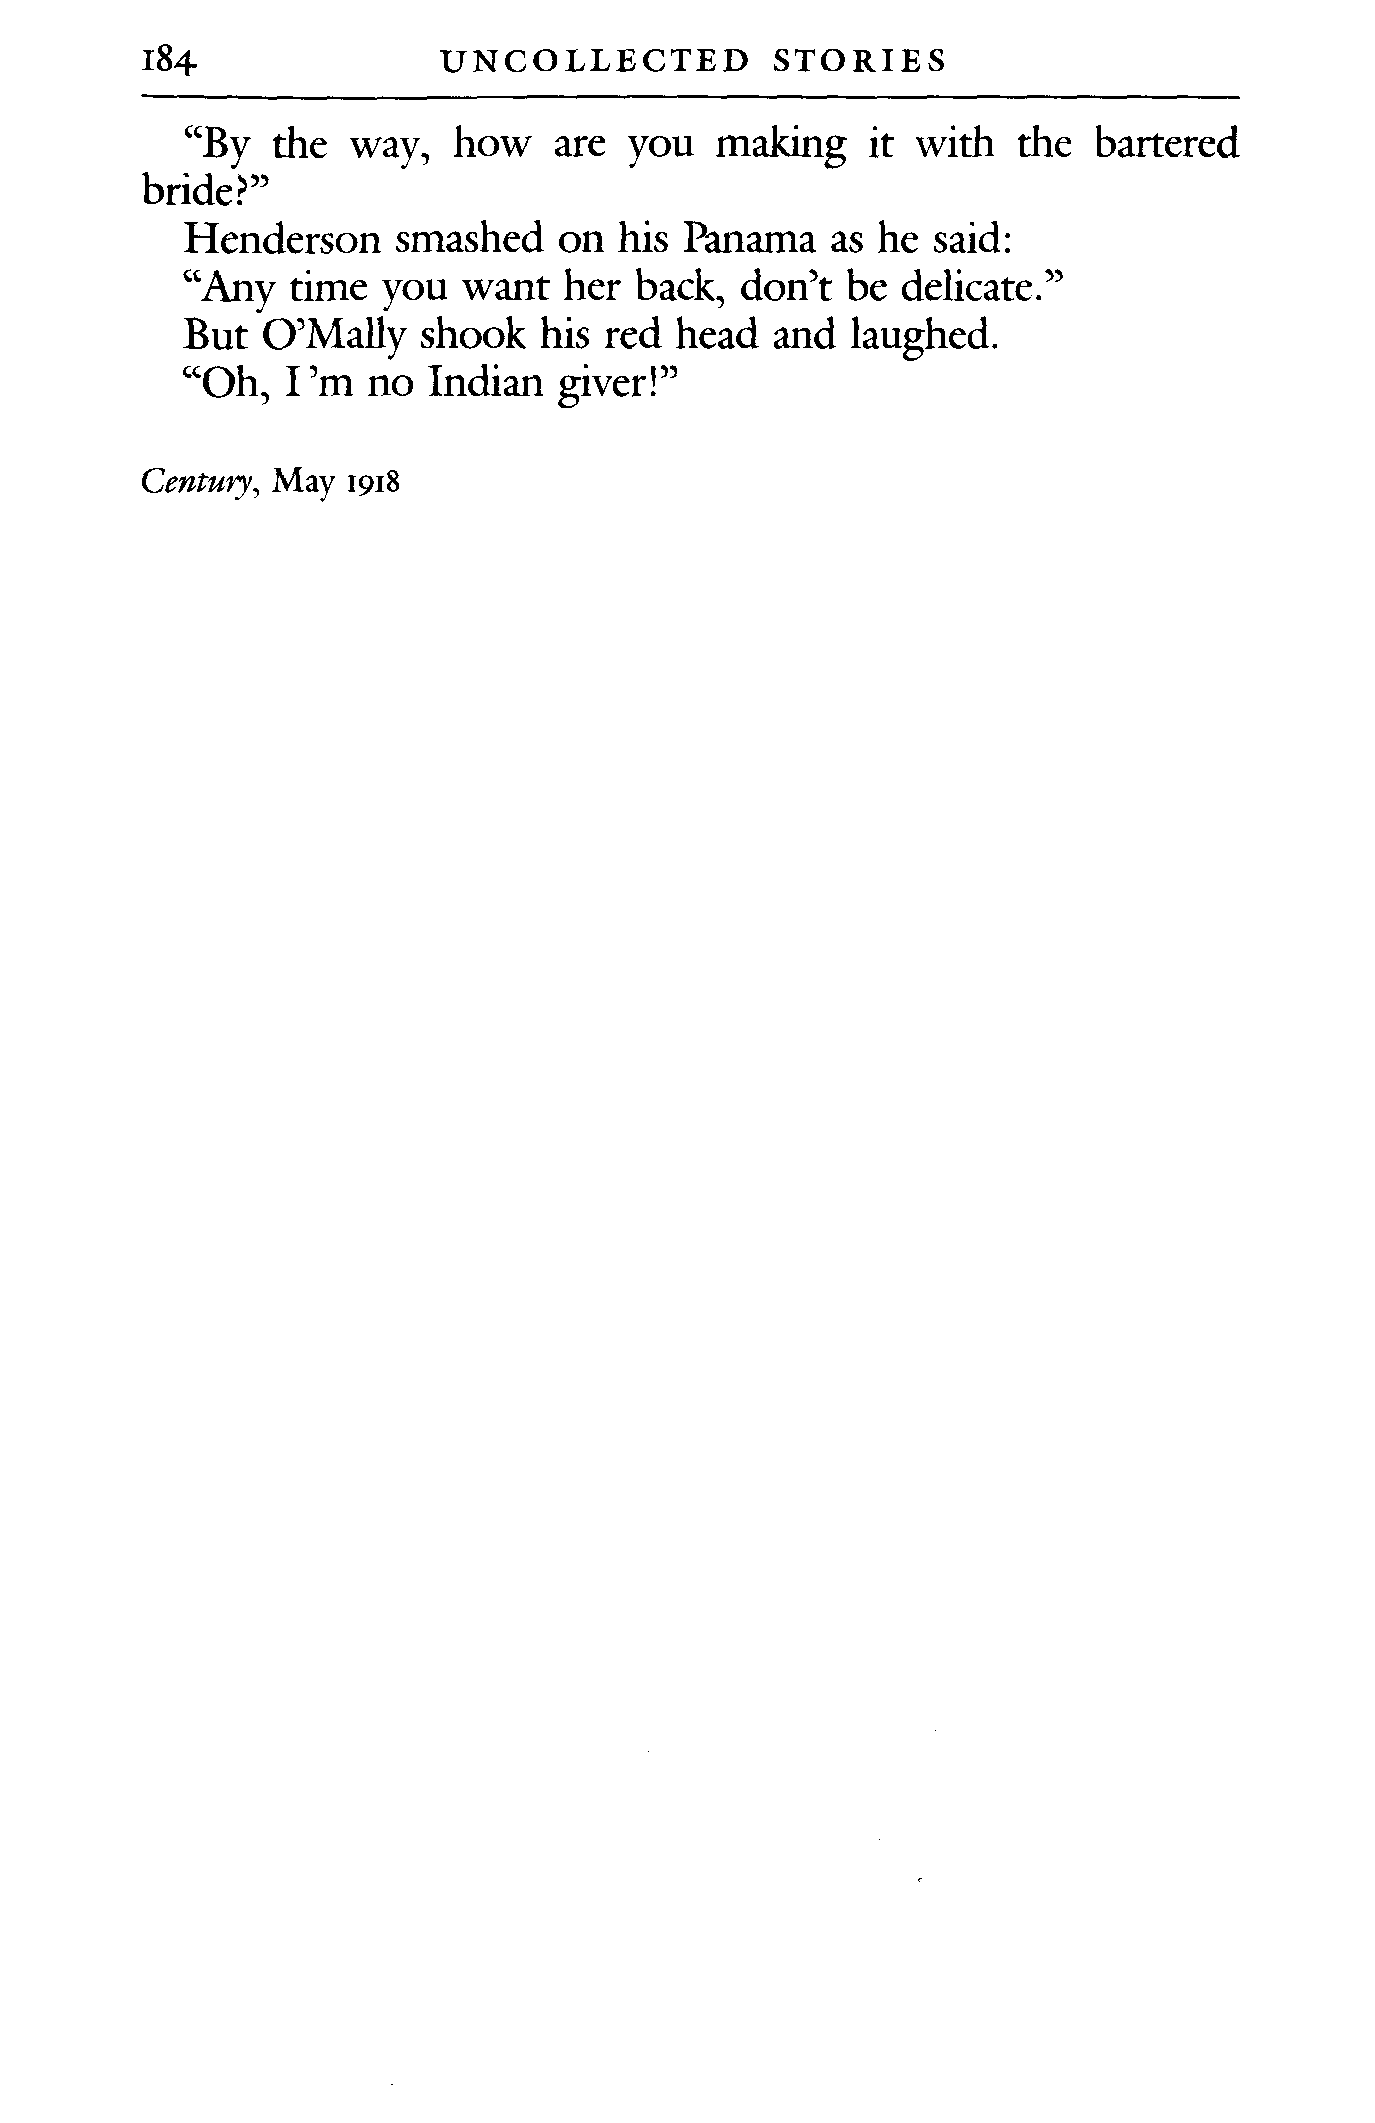 184 UNCOLLECTED STORIES
“By the way, how are you making it with the bartered
bride?”
Henderson smashed on his Panama as he said:
“Any time you want her back, don’t be delicate.”
But O’Mally shook his red head and laughed.
“Oh, I ’m no Indian giver!”
Century, May 1918